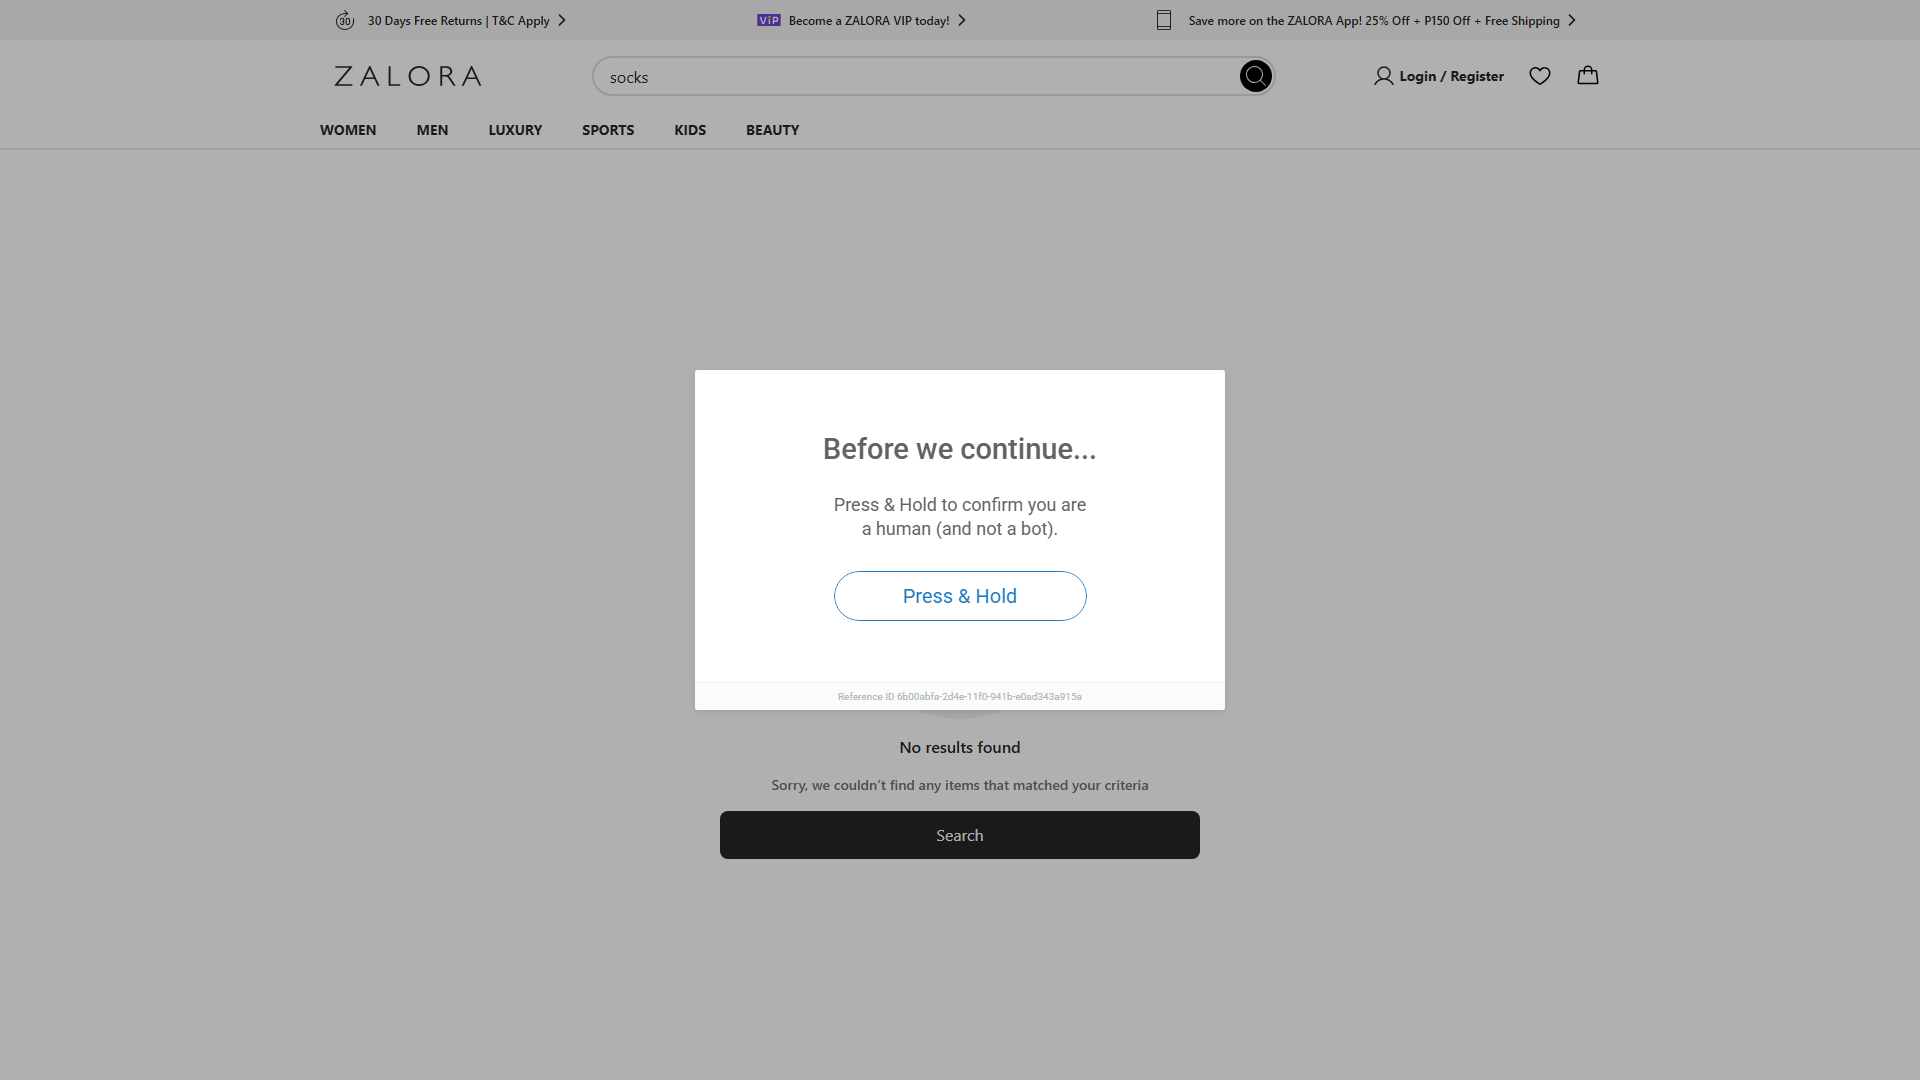 30 Days Free Returns | T&C Apply
ViP Become a ZALORA VIP today!
Save more on the ZALORA App! 25% Off + P150 Off + Free Shipping
ZALORA
socks
Login / Register
WOMEN MEN LUXURY SPORTS KIDS BEAUTY
Before we continue...
Press & Hold to confirm you are
a human (and not a bot).
Press & Hold
Reference ID 6b00abfa-2d4e-11f0-941b-e0ad343a915a
No results found
Sorry, we couldn't find any items that matched your criteria
Search